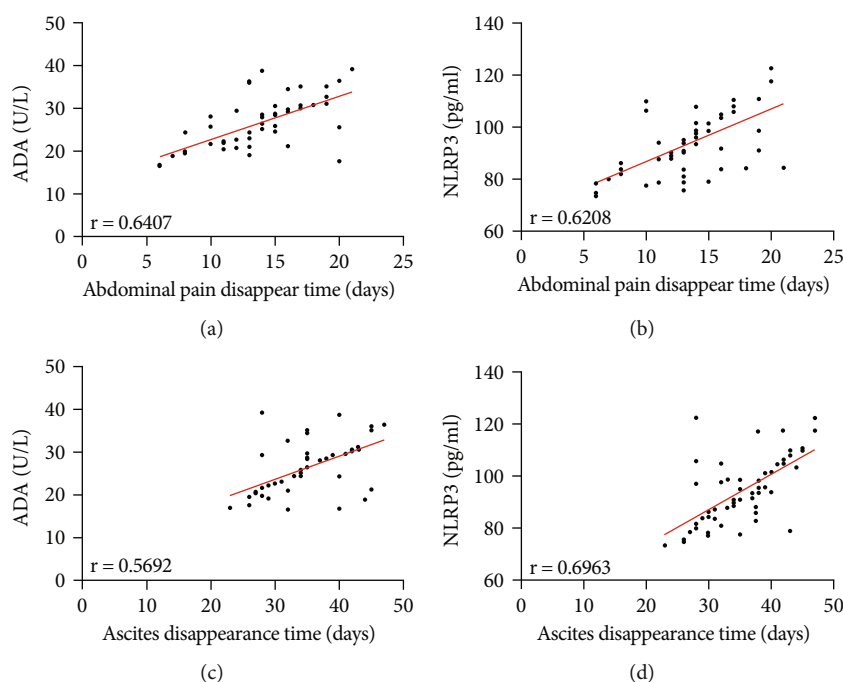 (a)
ADA (U/L)
50
40
30
20
10
0
r = 0.6407
0 5 10 15 20 25
Abdominal pain disappear time (days)
(b)
NLRP3 (pg/ml)
140
120
100
80
60
r = 0.6208
0 5 10 15 20 25
Abdominal pain disappear time (days)
(a)
(b)
ADA (U/L)
50
40
30
20
10
0
r = 0.5692
0 10 20 30 40 50
Ascites disappearance time (days)
(c)
NLRP3 (pg/ml)
140
120
100
80
60
r = 0.6963
0 10 20 30 40 50
Ascites disappearance time (days)
(d)